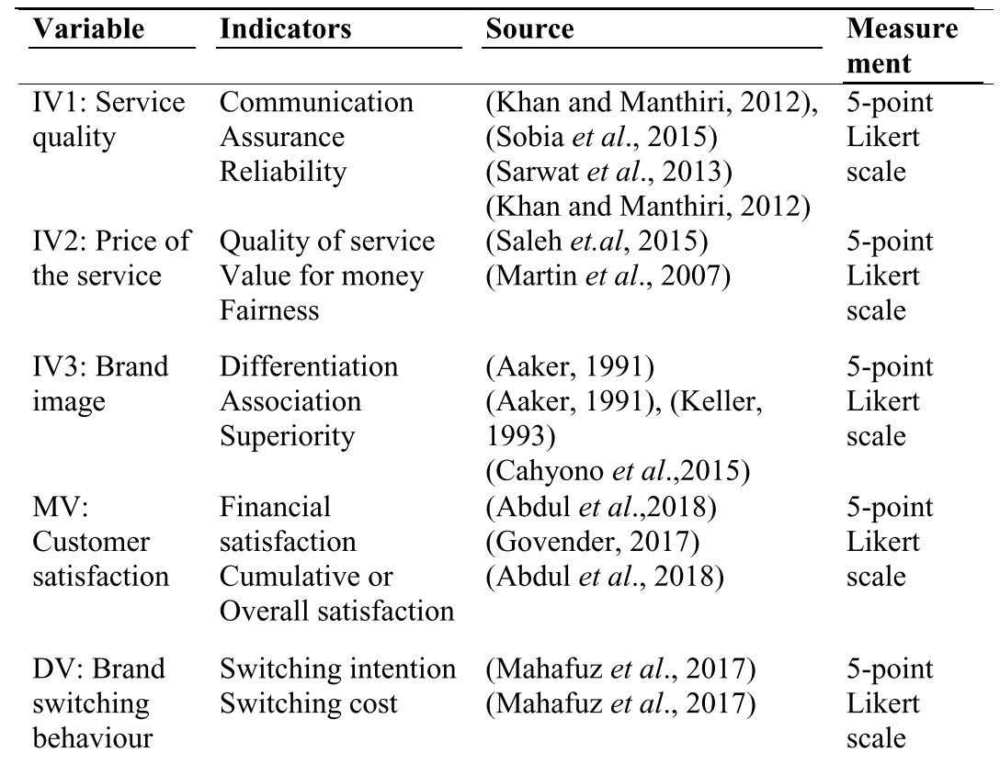 Variable Indicators Source Measure
ment
IV1: Service Communication (Khan and Manthiri, 2012), 5-point
quality Assurance (Sobia et al., 2015) Likert
Reliability (Sarwat et al., 2013) scale
(Khan and Manthiri, 2012)
IV2: Price of Quality of service (Saleh et.al, 2015) 5-point
the service Value for money (Martin et al., 2007) Likert
Fairness scale
IV3: Brand Differentiation (Aaker, 1991) 5-point
image Association (Aaker, 1991), (Keller, Likert
Superiority 1993) scale
(Cahyono et al.,2015)
MV: Financial (Abdul et al.,2018) 5-point
Customer satisfaction (Govender, 2017) Likert
satisfaction Cumulative or (Abdul et al., 2018) scale
Overall satisfaction
DV: Brand Switching intention (Mahafuz et al., 2017) 5-point
switching Switching cost (Mahafuz et al., 2017) Likert
behaviour scale